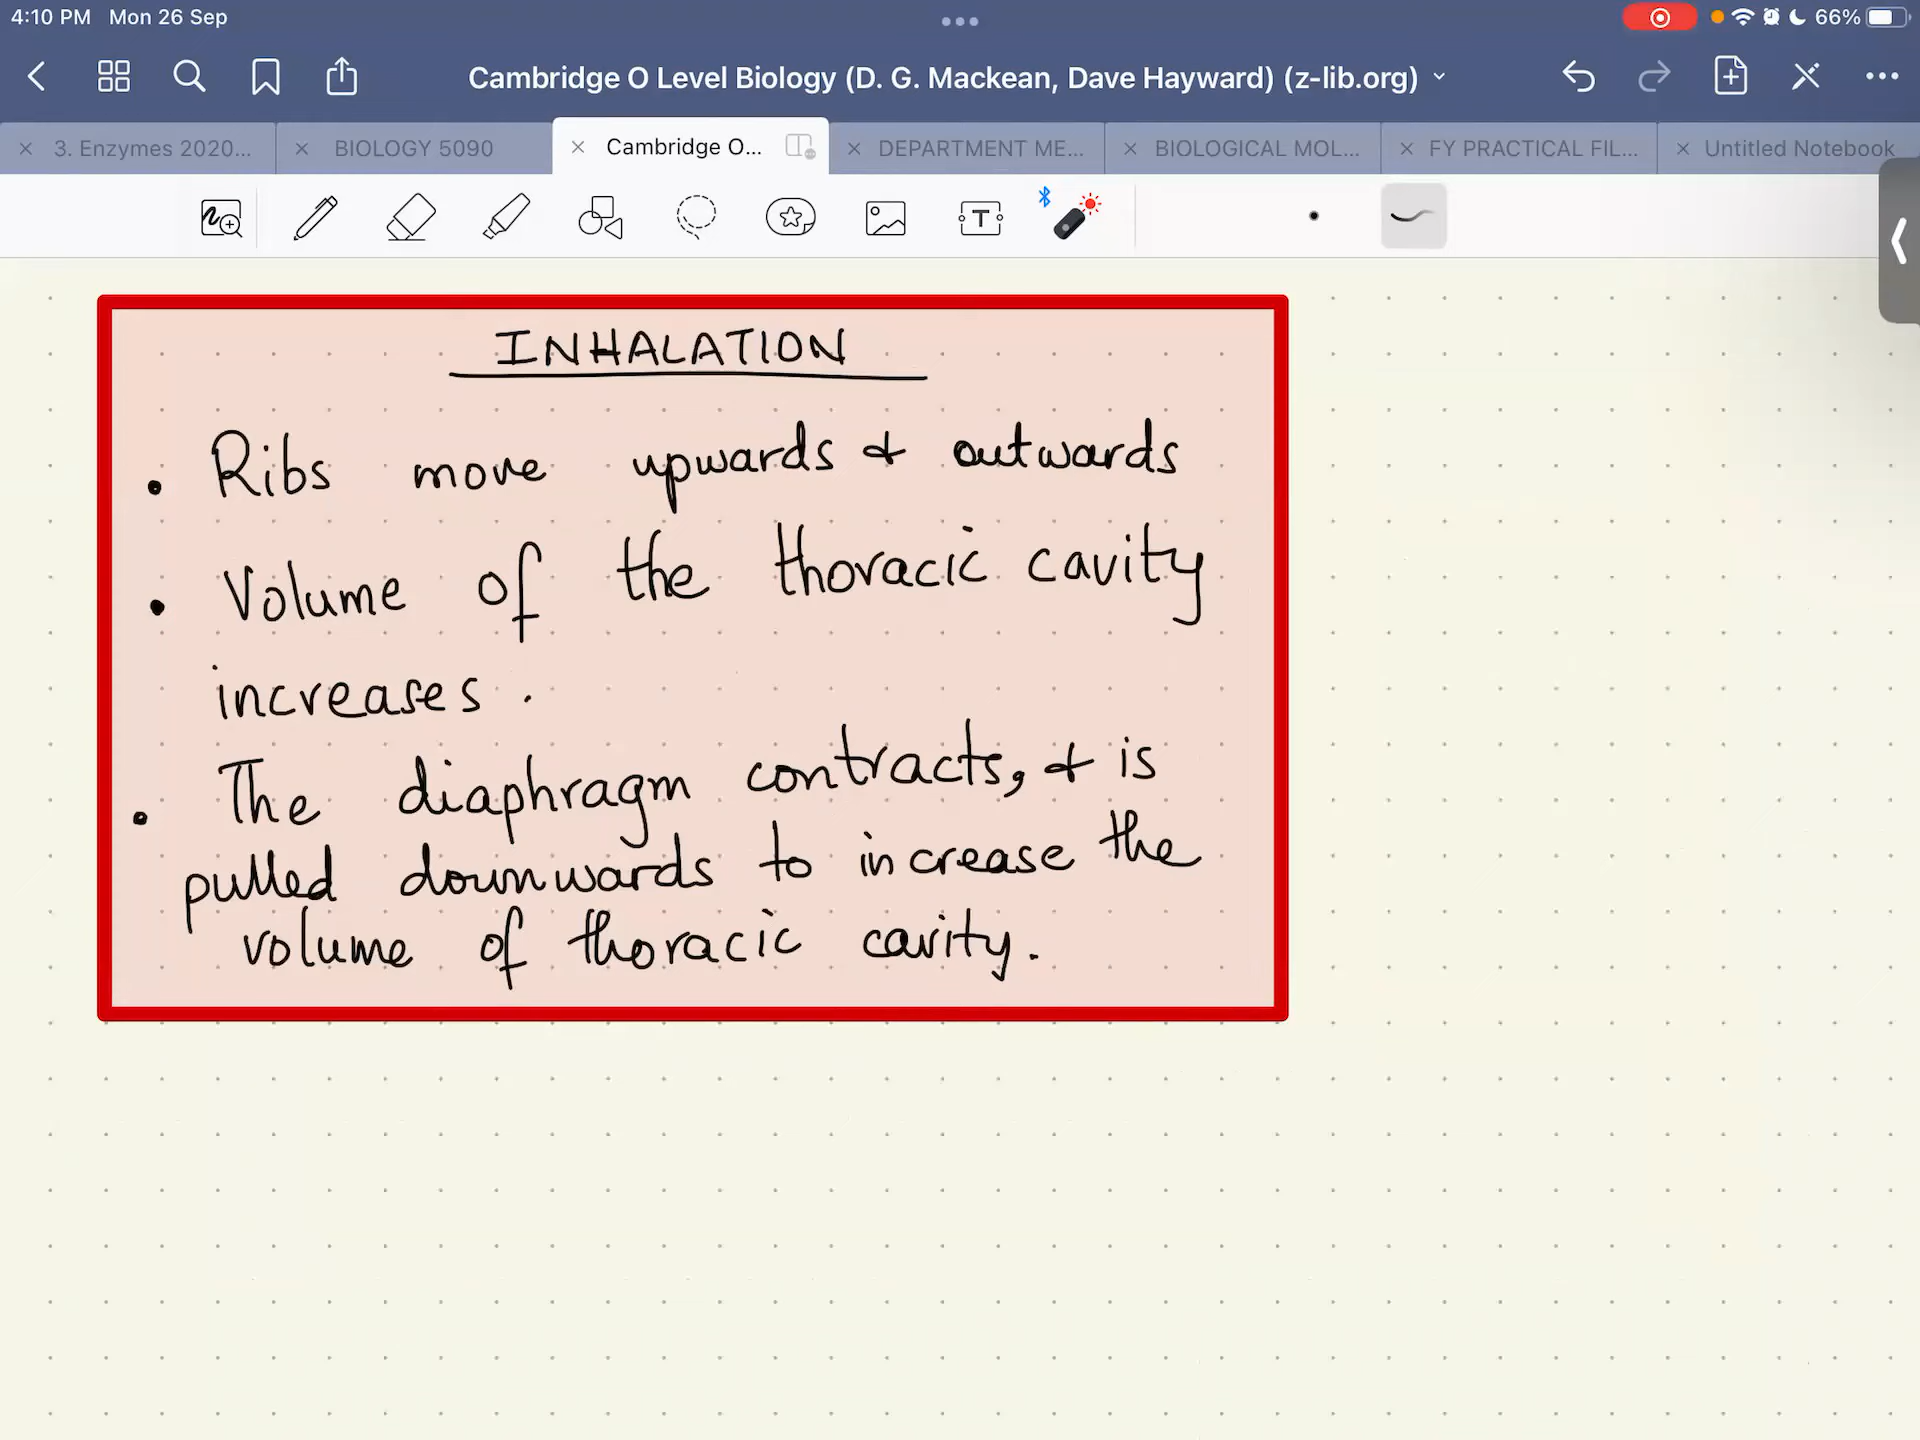 4:10 PM Mon 26 Sep
66%
Cambridge O Level Biology (D. G. Mackean, Dave Hayward) (z-lib.org)
3. Enzymes 2020...
BIOLOGY 5090
Cambridge O...
DEPARTMENT ME...
BIOLOGICAL MOL...
FY PRACTICAL FIL...
Untitled Notebook
INHALATION
• Ribs move upwards & outwards
• Volume of the thoracic cavity
increases.
• The diaphragm contracts, & is
pulled downwards to increase the
volume of thoracic cavity.